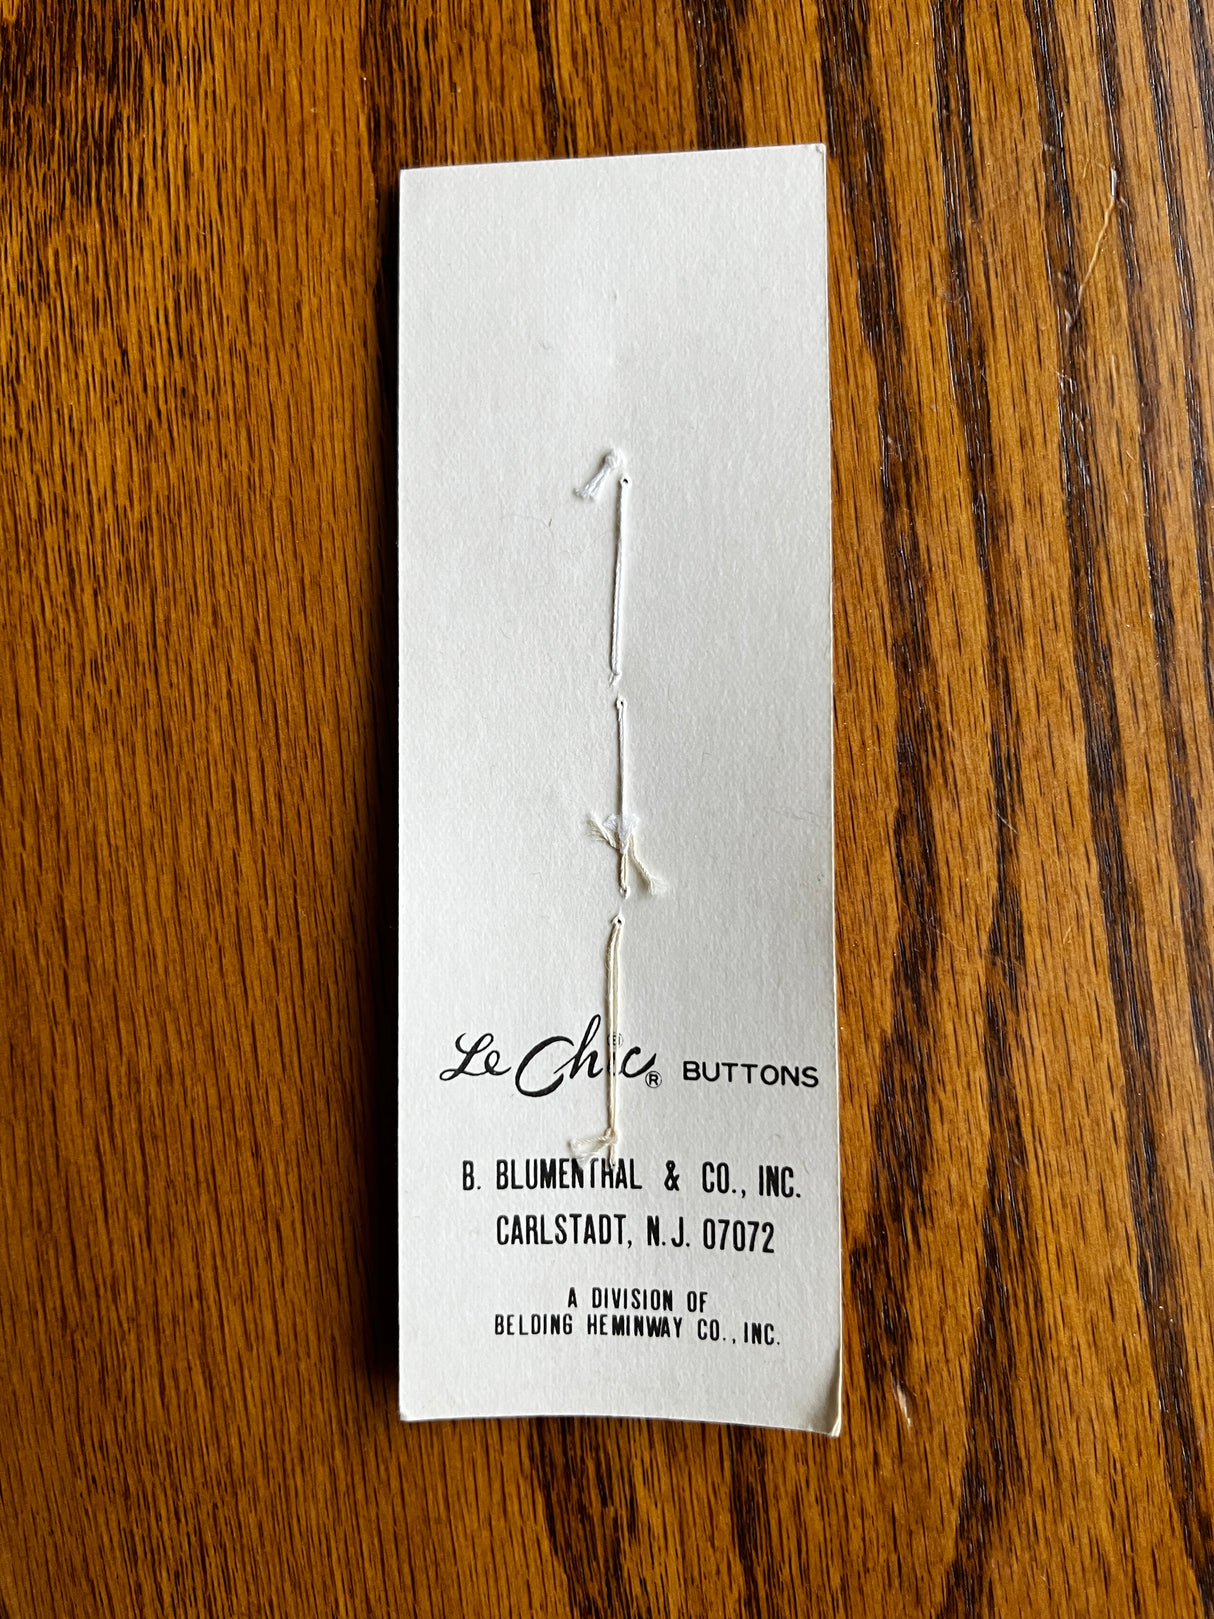 Le Chic® BUTTONS
B. BLUMENTHAL & CO., INC.
CARLSTADT, N.J. 07072
A DIVISION OF
BELDING HEMINWAY CO., INC.